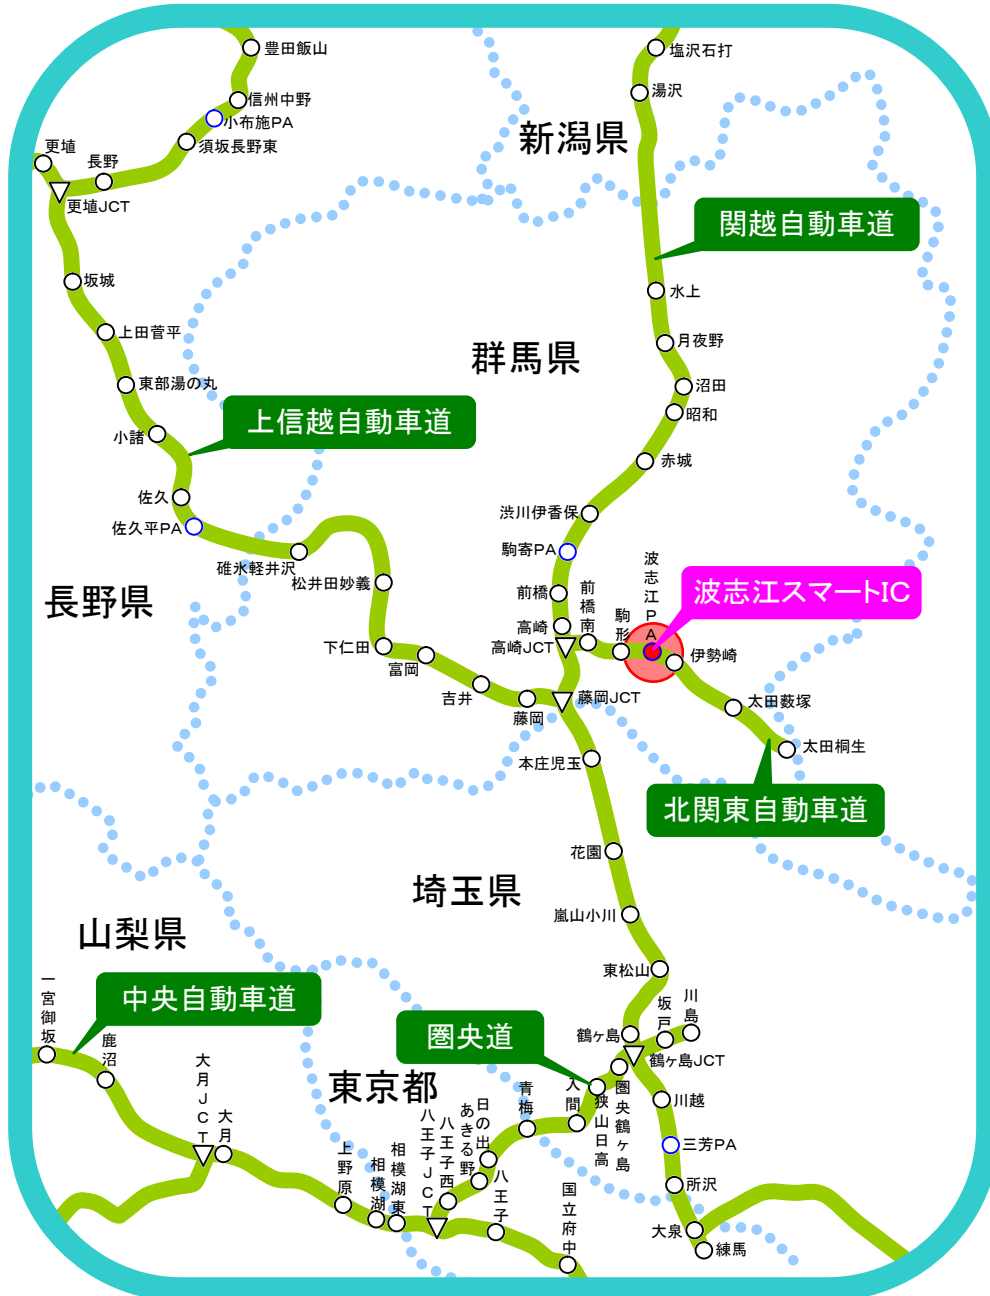 豊田飯山
塩沢石打
信州中野
湯沢
小布施PA
新潟県
須坂長野東
更埴
長野
更埴JCT
関越自動車道
坂城
水上
上田菅平
月夜野
群馬県
東部湯の丸
沼田
昭和
上信越自動車道
小諸
赤城
佐久
渋川伊香保
佐久平PA
駒寄PA
碓氷軽井沢
松井田妙義
前橋
前橋南
駒形
波志江PA
波志江スマートIC
長野県
高崎
高崎JCT
下仁田
富岡
伊勢崎
吉井
藤岡
藤岡JCT
太田藪塚
太田桐生
本庄児玉
北関東自動車道
花園
埼玉県
嵐山小川
山梨県
東松山
一宮御坂
中央自動車道
鹿沼
坂戸
川島
圏央道
鶴ヶ島
鶴ヶ島JCT
大月JCT
大月
東京都
川越
青梅
入間
狭山日高
圏央鶴ヶ島
八王子JCT
八王子西
あきる野
日の出
三芳PA
上野原
相模湖
相模湖東
八王子
国立府中
所沢
大泉
練馬